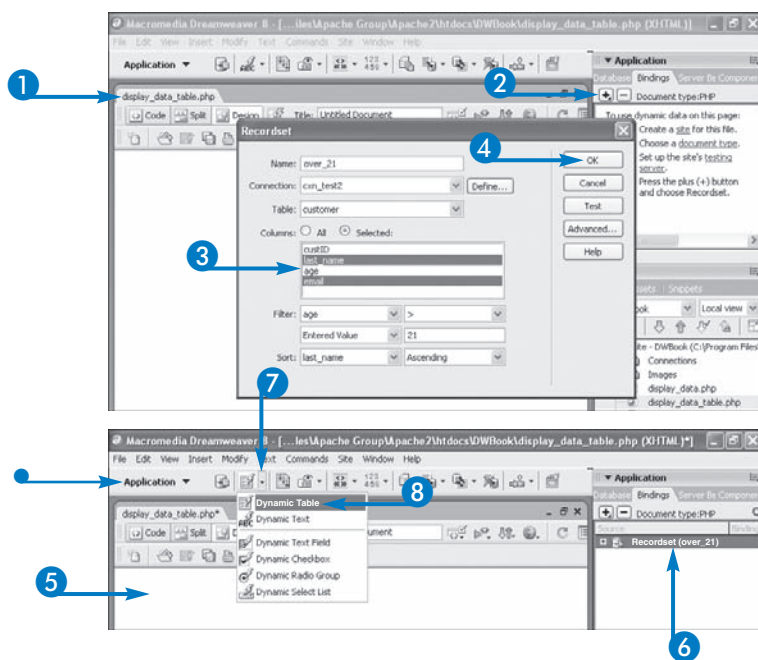 Macromedia Dreamweaver 8 - [...iles\Apache Group\Apache2\htdocs\DWBook\display_data_table.php (XHTML)]
File Edit View Insert Modify Text Commands Site Window Help
Application
Application
1
2
Database Bindings Server Be Componen
display_data_table.php
Document type:PHP
Code Split Design Title: Untitled Document
To use dynamic data on this page:
Create a site for this file.
Choose a document type.
Set up the site's testing server.
Press the plus (+) button and choose Recordset.
Recordset
4
Name: over_21
OK
Connection: cxn_test2 Define...
Cancel
Table: customer
Test
Columns: All Selected:
Advanced...
3
custID
last_name
age
email
Help
Snippets
Local view
Filter: age >
Entered Value 21
Sort: last_name Ascending
DWBook (C:\Program Files
Connections
Images
display_data.php
display_data_table.php
7
Macromedia Dreamweaver 8 - [...iles\Apache Group\Apache2\htdocs\DWBook\display_data_table.php (XHTML)*]
File Edit View Insert Modify Text Commands Site Window Help
Application
Application
8
Database Bindings Server Be Componen
display_data_table.php*
Dynamic Table
Dynamic Text
Dynamic Text Field
Dynamic Checkbox
Dynamic Radio Group
Dynamic Select List
Document type:PHP
Code Split
Source Binding
Recordset (over_21)
5
6